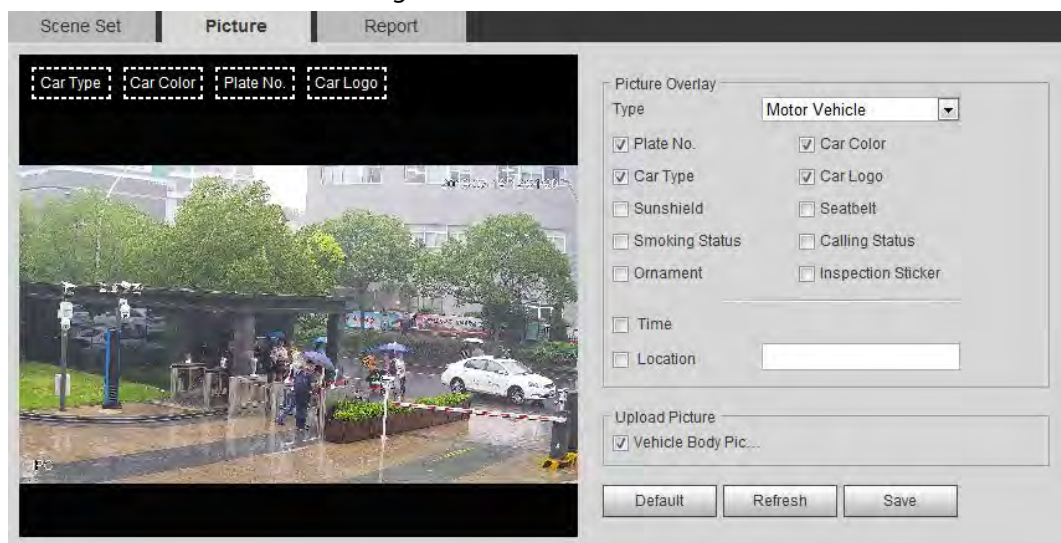 Scene Set Picture Report
Car Type Car Color Plate No. Car Logo
Picture Overlay
Type Motor Vehicle
Plate No. Car Color
Car Type Car Logo
Sunshield Seatbelt
Smoking Status Calling Status
Ornament Inspection Sticker
Time
Location
Upload Picture
Vehicle Body Pic...
Default Refresh Save